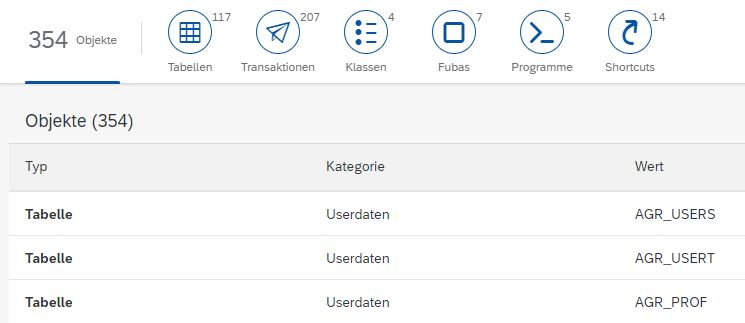 354 Objekte
117
Tabellen
207
Transaktionen
4
Klassen
7
Fubas
5
Programme
14
Shortcuts
Objekte (354)
Typ Kategorie Wert
Tabelle Userdaten AGR_USERS
Tabelle Userdaten AGR_USERT
Tabelle Userdaten AGR_PROF